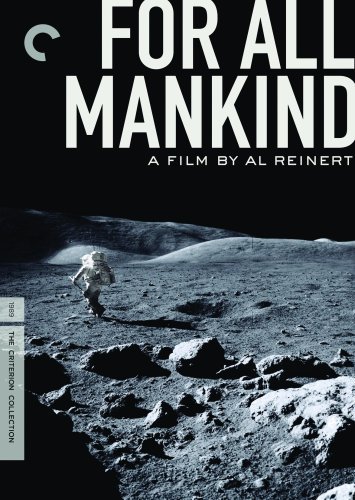 FOR ALL
MANKIND
A FILM BY AL REINERT
1989
THE CRITERION COLLECTION